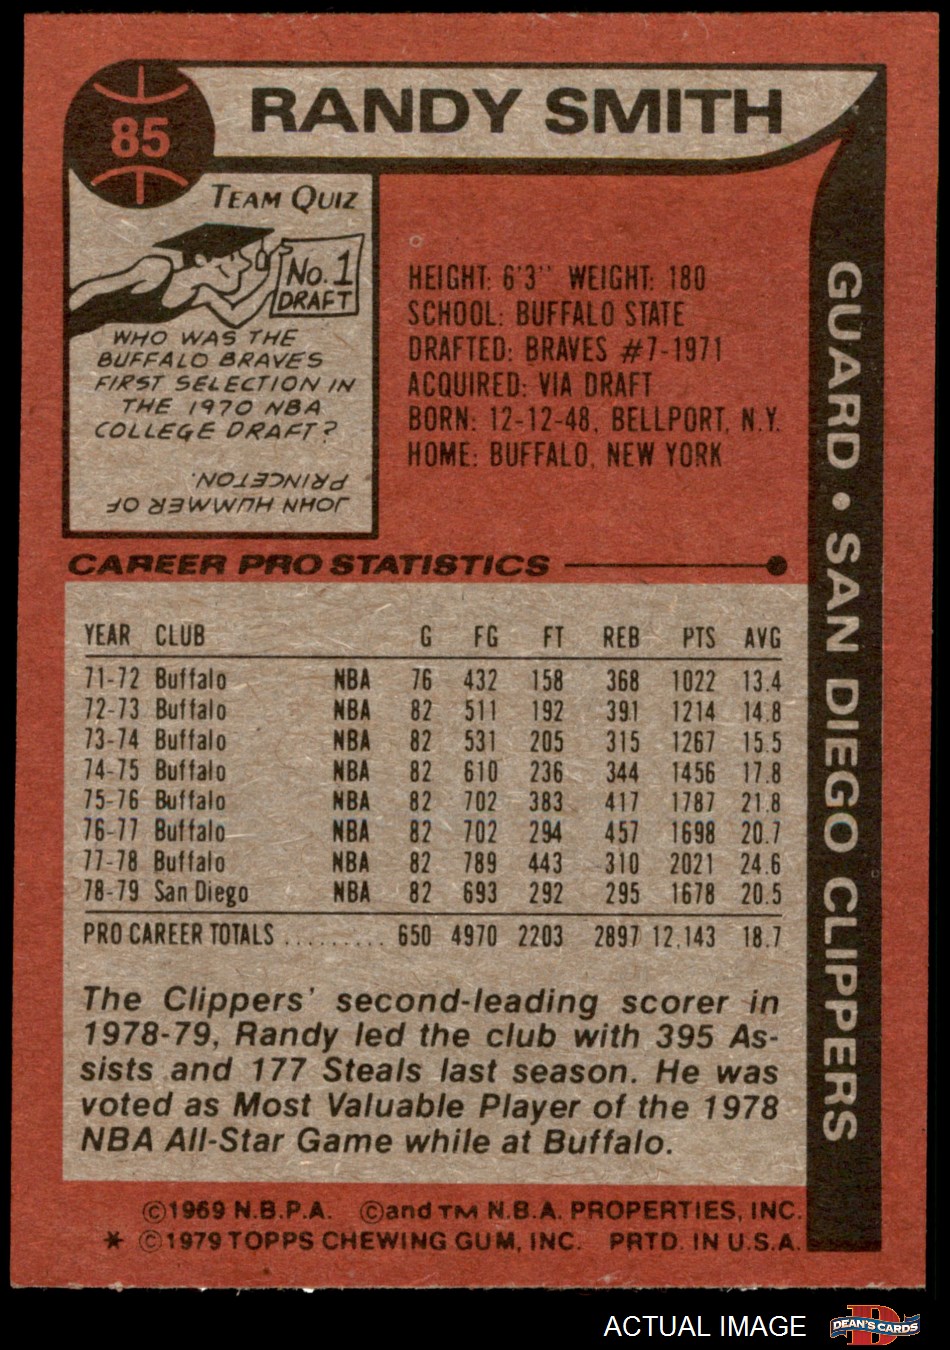 85
RANDY SMITH
TEAM QUIZ
No. 1
DRAFT
WHO WAS THE
BUFFALO BRAVES
FIRST SELECTION IN
THE 1970 NBA
COLLEGE DRAFT?
JOHN HUMMER OF
PRINCETON.
HEIGHT: 6'3" WEIGHT: 180
SCHOOL: BUFFALO STATE
DRAFTED: BRAVES #7-1971
ACQUIRED: VIA DRAFT
BORN: 12-12-48, BELLPORT, N.Y.
HOME: BUFFALO, NEW YORK
GUARD • SAN DIEGO CLIPPERS
CAREER PRO STATISTICS
YEAR CLUB G FG FT REB PTS AVG
71-72 Buffalo NBA 76 432 158 368 1022 13.4
72-73 Buffalo NBA 82 511 192 391 1214 14.8
73-74 Buffalo NBA 82 531 205 315 1267 15.5
74-75 Buffalo NBA 82 610 236 344 1456 17.8
75-76 Buffalo NBA 82 702 383 417 1787 21.8
76-77 Buffalo NBA 82 702 294 457 1698 20.7
77-78 Buffalo NBA 82 789 443 310 2021 24.6
78-79 San Diego NBA 82 693 292 295 1678 20.5
PRO CAREER TOTALS ......... 650 4970 2203 2897 12,143 18.7
The Clippers' second-leading scorer in
1978-79, Randy led the club with 395 As-
sists and 177 Steals last season. He was
voted as Most Valuable Player of the 1978
NBA All-Star Game while at Buffalo.
©1969 N.B.P.A. ©and TM N.B.A. PROPERTIES, INC.
* ©1979 TOPPS CHEWING GUM, INC. PRTD. IN U.S.A.
ACTUAL IMAGE
D
DEAN'S CARDS